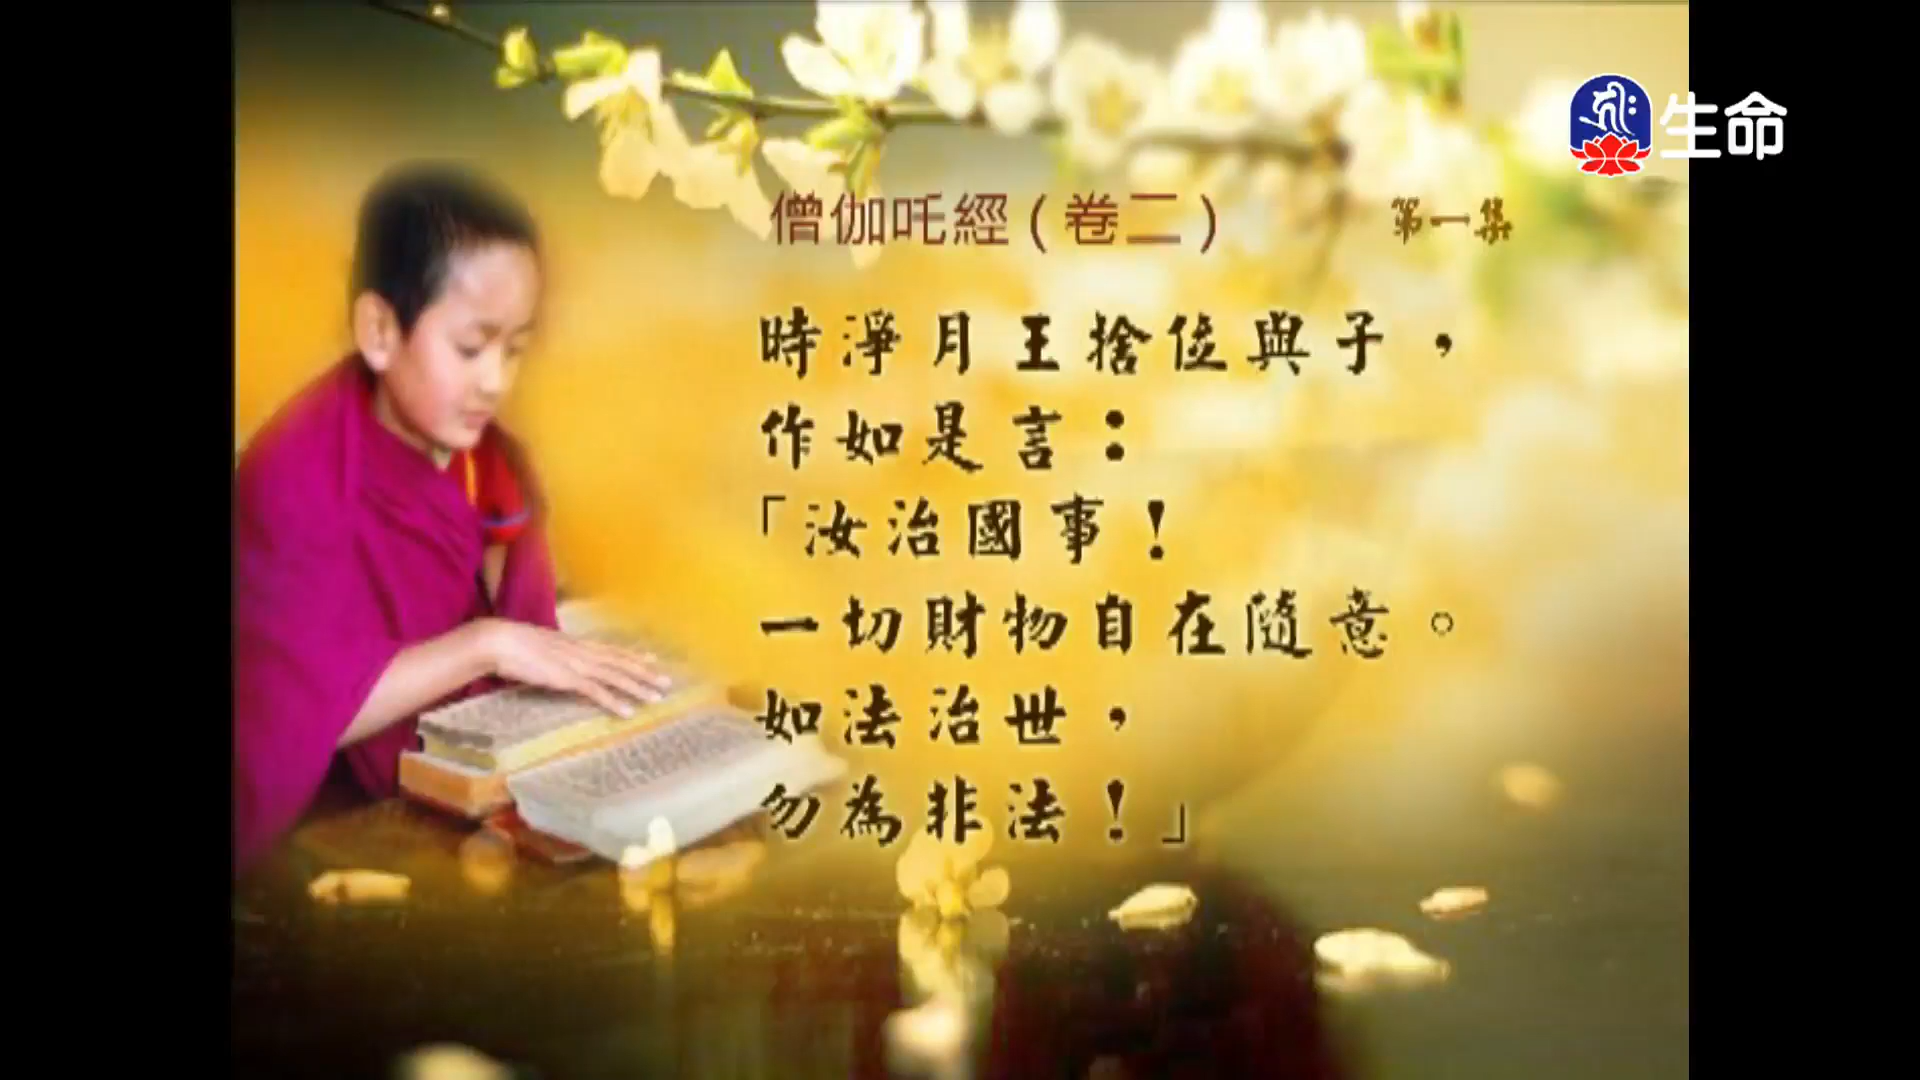 生命
僧伽吒經(卷二) 第一集
時淨月王捨位與子，
作如是言：
「汝治國事！
一切財物自在隨意。
如法治世，
勿為非法！」